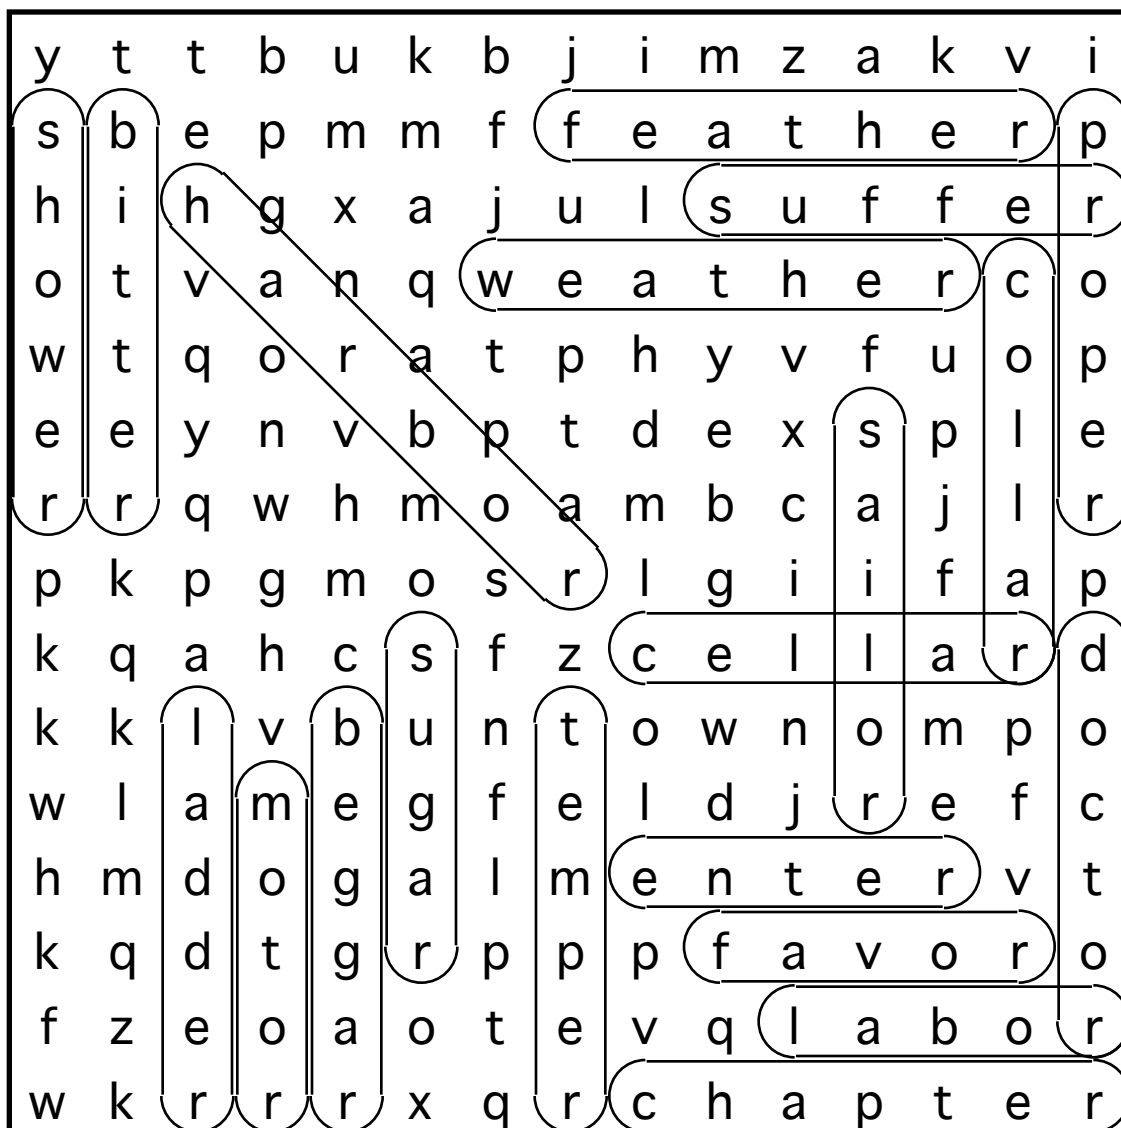 y t t b u k b j i m z a k v i
s b e p m m f f e a t h e r p
h i h g x a j u l s u f f e r
o t v a n q w e a t h e r c o
w t q o r a t p h y v f u o p
e e y n v b p t d e x s p l e
r r q w h m o a m b c a j l r
p k p g m o s r l g i i f a p
k q a h c s f z c e l l a r d
k k l v b u n t o w n o m p o
w l a m e g f e l d j r e f c
h m d o g a l m e n t e r v t
k q d t g r p p p f a v o r o
f z e o a o t e v q l a b o r
w k r r r x q r c h a p t e r